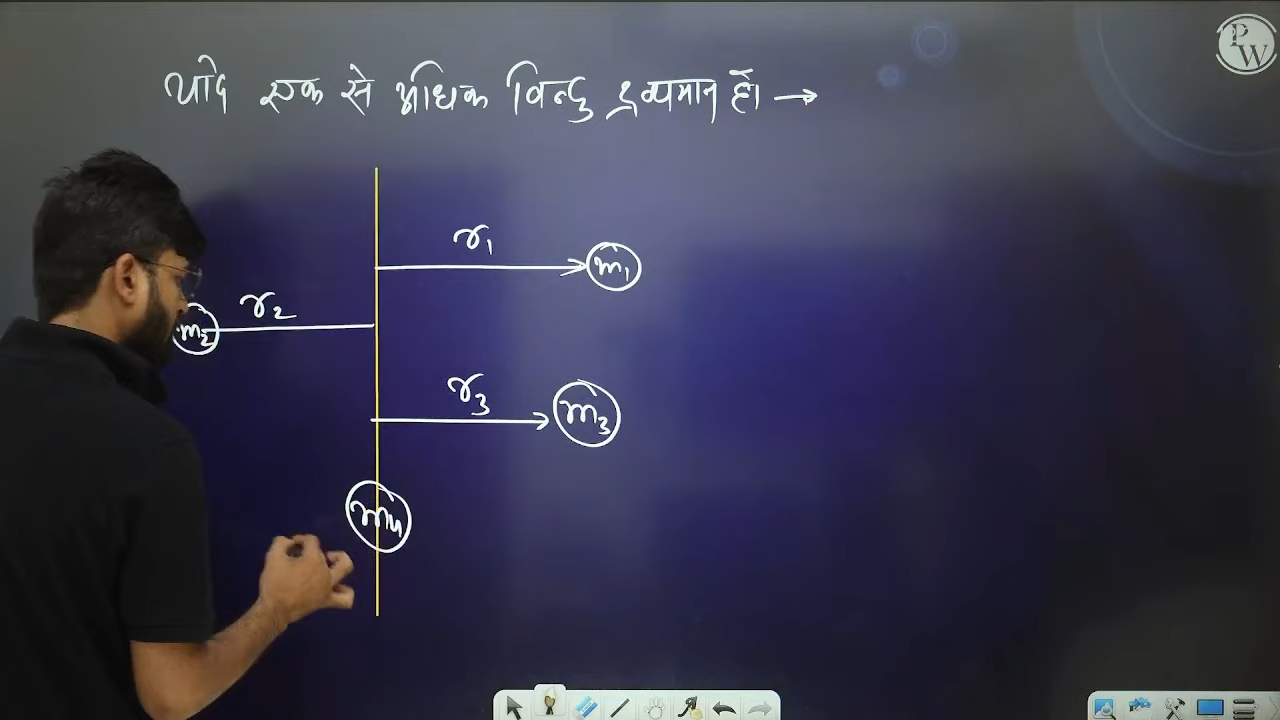 यदि एक से अधिक विन्दु द्रव्यमान हों →
r₁
m₁
r₂
m₂
r₃
m₃
m₄
PW